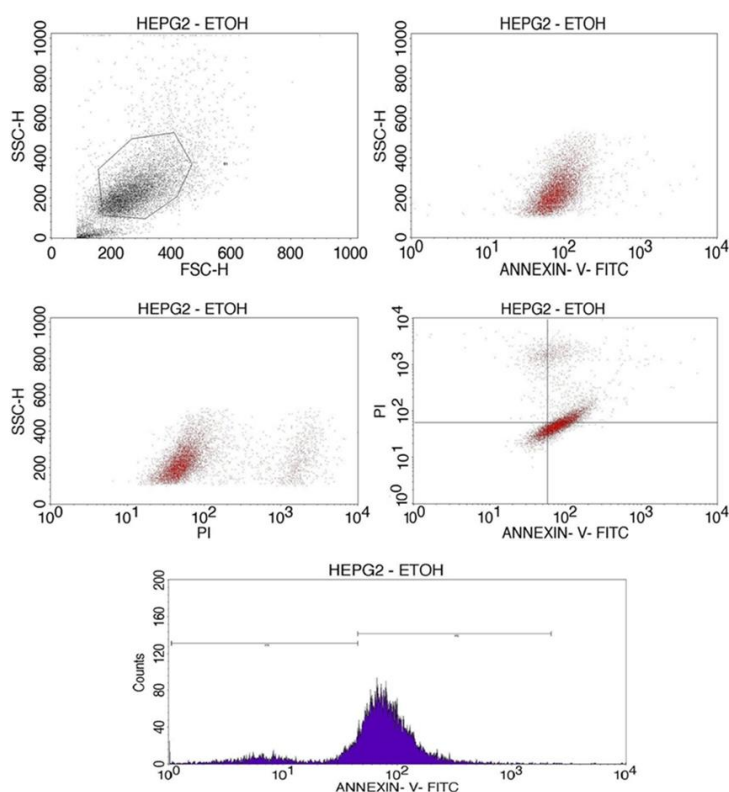 HEPG2 - ETOH
1000
800
600
400
200
0
SSC-H
0 200 400 600 800 1000
FSC-H
HEPG2 - ETOH
1000
800
600
400
200
0
SSC-H
10^0 10^1 10^2 10^3 10^4
ANNEXIN- V- FITC
HEPG2 - ETOH
1000
800
600
400
200
0
SSC-H
10^0 10^1 10^2 10^3 10^4
PI
HEPG2 - ETOH
10^4
10^3
10^2
10^1
10^0
PI
10^0 10^1 10^2 10^3 10^4
ANNEXIN- V- FITC
HEPG2 - ETOH
200
160
120
80
40
0
Counts
10^0 10^1 10^2 10^3 10^4
ANNEXIN- V- FITC